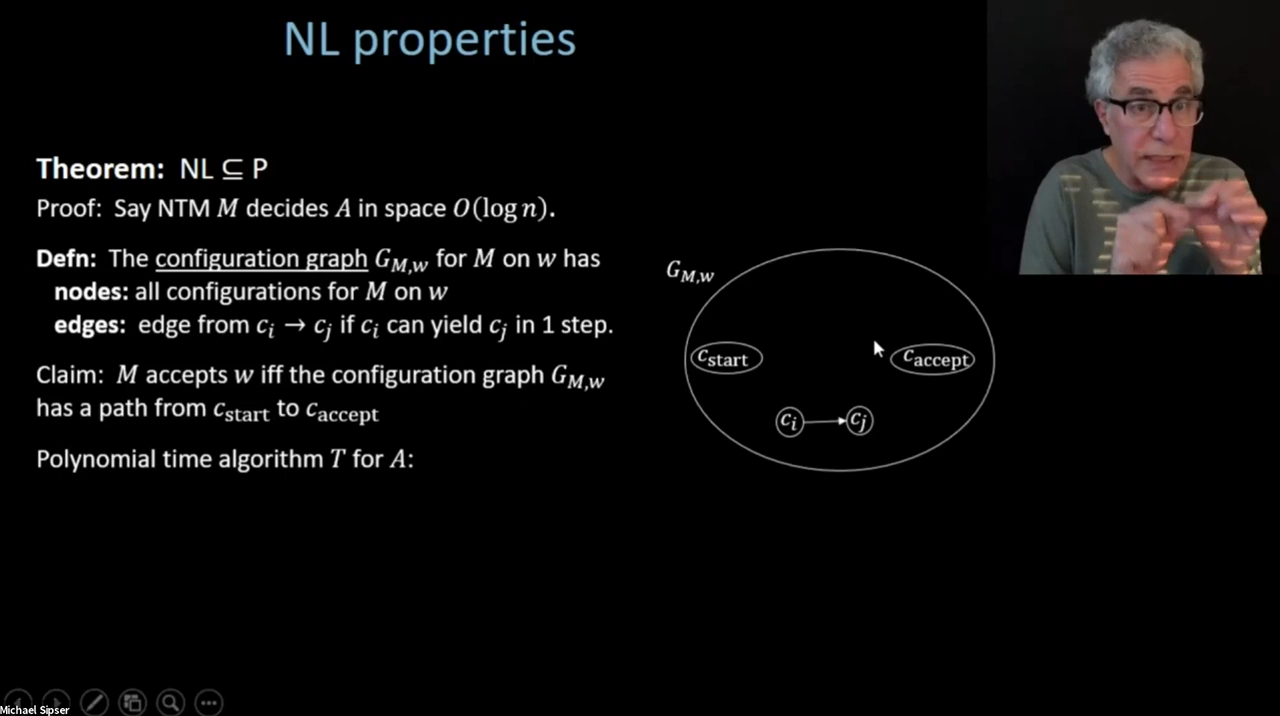 NL properties
Theorem: NL ⊆ P
Proof: Say NTM M decides A in space O(log n).
Defn: The configuration graph G_{M,w} for M on w has
nodes: all configurations for M on w
edges: edge from c_i → c_j if c_i can yield c_j in 1 step.
Claim: M accepts w iff the configuration graph G_{M,w}
has a path from c_start to c_accept
Polynomial time algorithm T for A:
G_{M,w}
c_start
c_accept
c_i
c_j
Michael Sipser